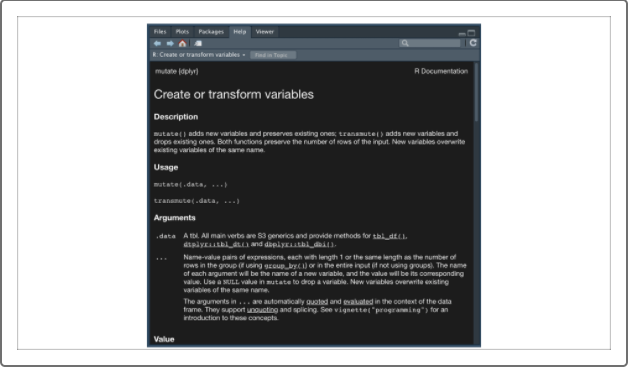 Files Plots Packages Help Viewer
R: Create or transform variables
Find in Topic
mutate {dplyr} R Documentation
Create or transform variables
Description
mutate() adds new variables and preserves existing ones; transmute() adds new variables and
drops existing ones. Both functions preserve the number of rows of the input. New variables overwrite
existing variables of the same name.
Usage
mutate(.data, ...)
transmute(.data, ...)
Arguments
.data A tbl. All main verbs are S3 generics and provide methods for tbl_df(),
dtplyr::tbl_dt() and dbplyr::tbl_dbi().
... Name-value pairs of expressions, each with length 1 or the same length as the number of
rows in the group (if using group_by()) or in the entire input (if not using groups). The name
of each argument will be the name of a new variable, and the value will be its corresponding
value. Use a NULL value in mutate to drop a variable. New variables overwrite existing
variables of the same name.
The arguments in ... are automatically quoted and evaluated in the context of the data
frame. They support unquoting and splicing. See vignette("programming") for an
introduction to these concepts.
Value